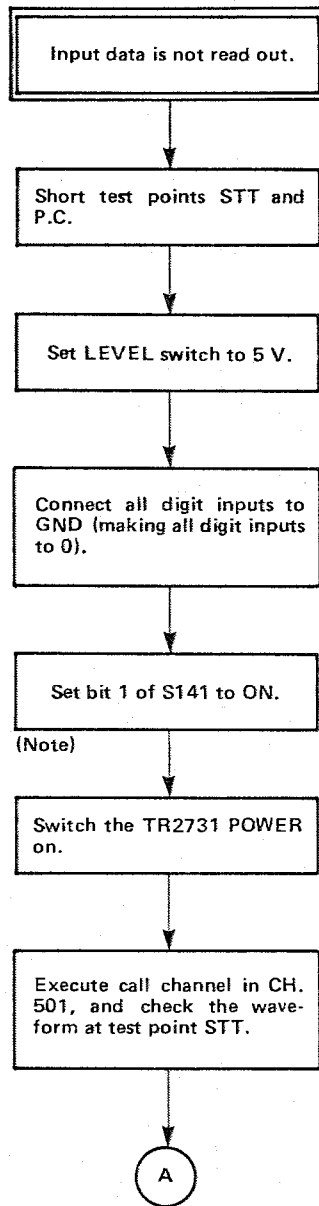 Input data is not read out.
Short test points STT and
P.C.
Set LEVEL switch to 5 V.
Connect all digit inputs to
GND (making all digit inputs
to 0).
Set bit 1 of S141 to ON.
(Note)
Switch the TR2731 POWER
on.
Execute call channel in CH.
501, and check the wave-
form at test point STT.
A